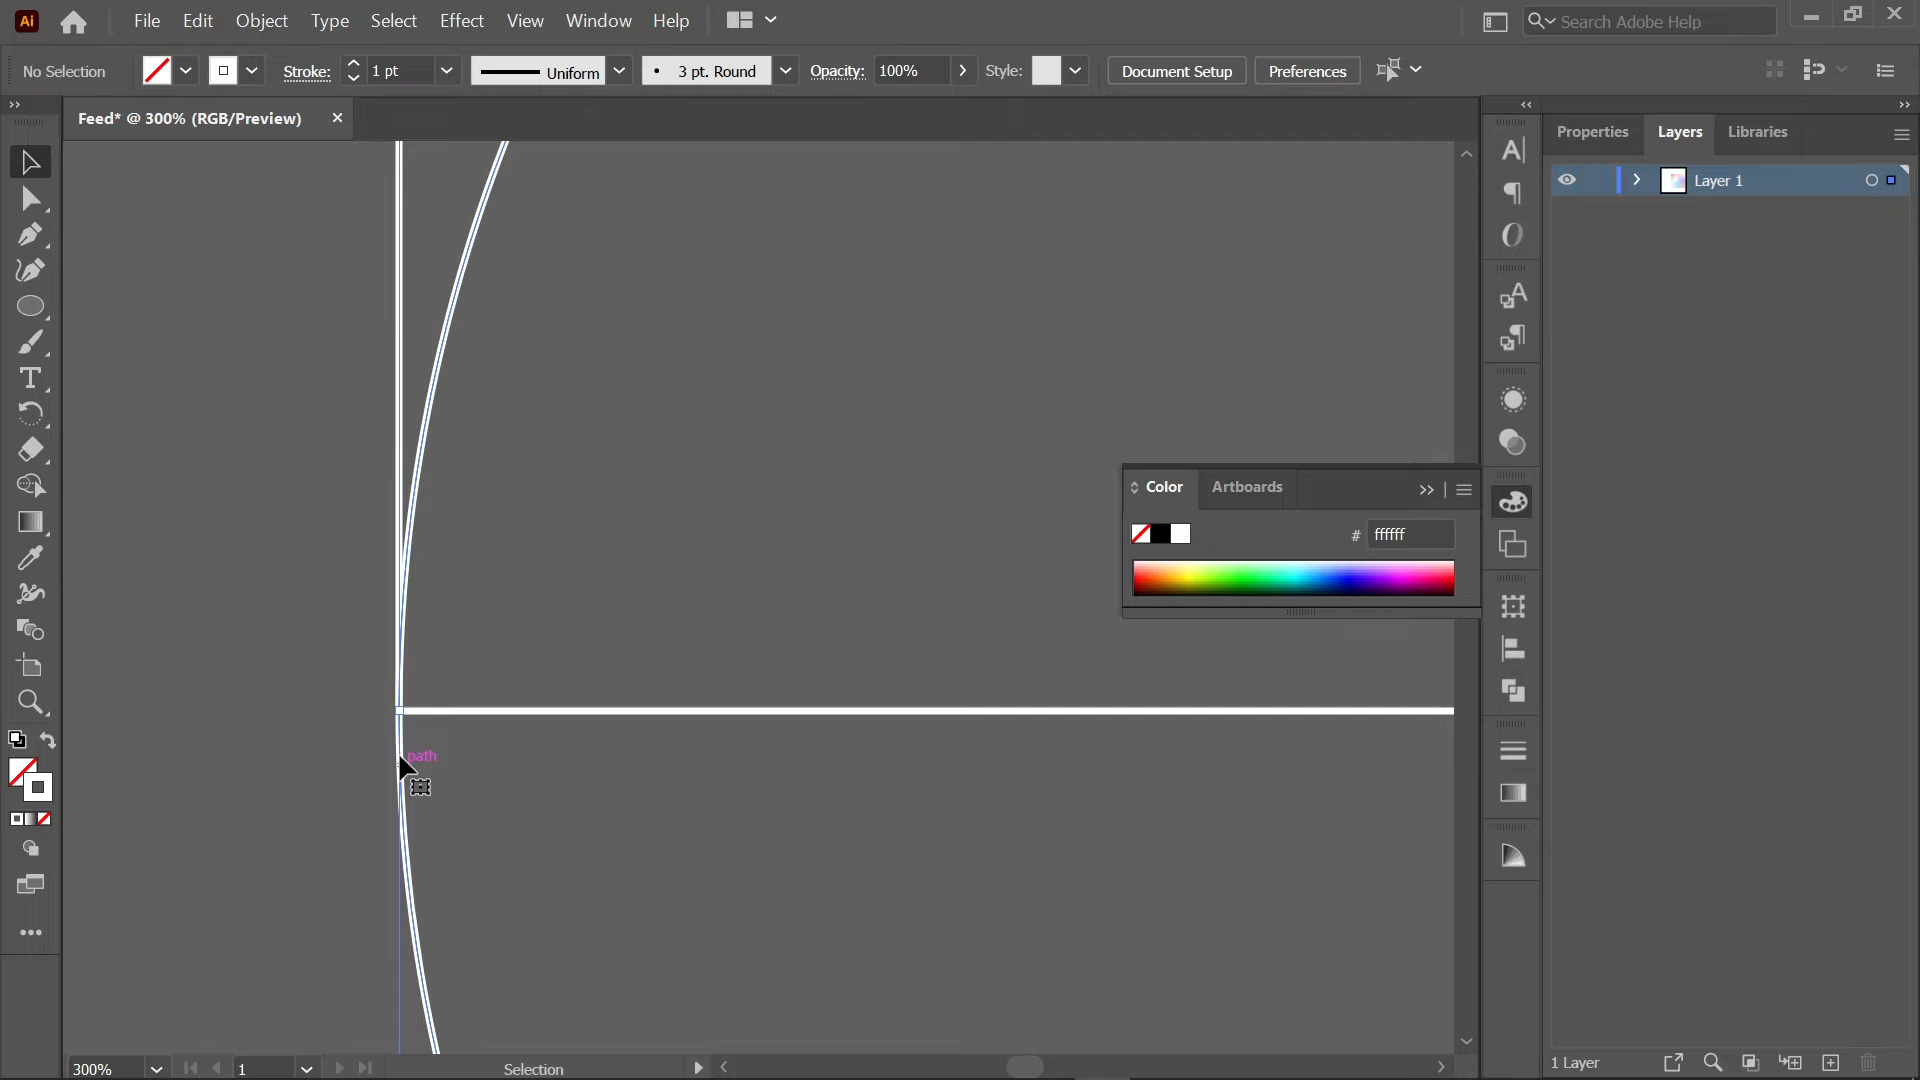 Ai File Edit Object Type Select Effect View Window Help Search Adobe Help
No Selection Stroke: 1 pt Uniform 3 pt. Round Opacity: 100% Style: Document Setup Preferences
Feed* @ 300% (RGB/Preview)
Properties Layers Libraries
Layer 1
Color Artboards
# ffffff
path
300% 1 Selection
1 Layer